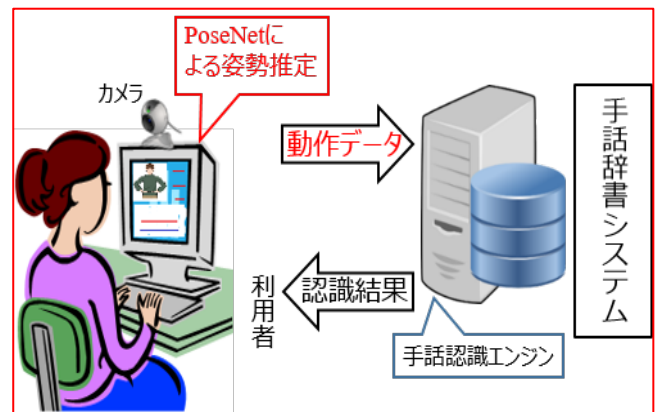 PoseNetに
よる姿勢推定
カメラ
動作データ
手話辞書システム
利用者
認識結果
手話認識エンジン